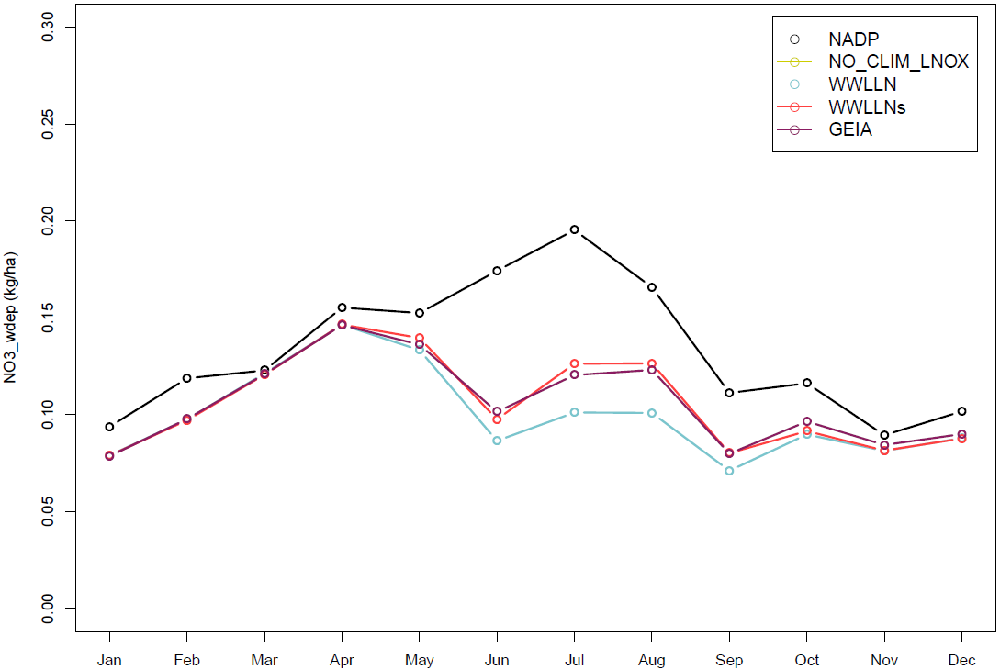 NADP
NO_CLIM_LNOX
WWLLN
WWLLNs
GEIA
NO3_wdep (kg/ha)
0.30
0.25
0.20
0.15
0.10
0.05
0.00
Jan Feb Mar Apr May Jun Jul Aug Sep Oct Nov Dec